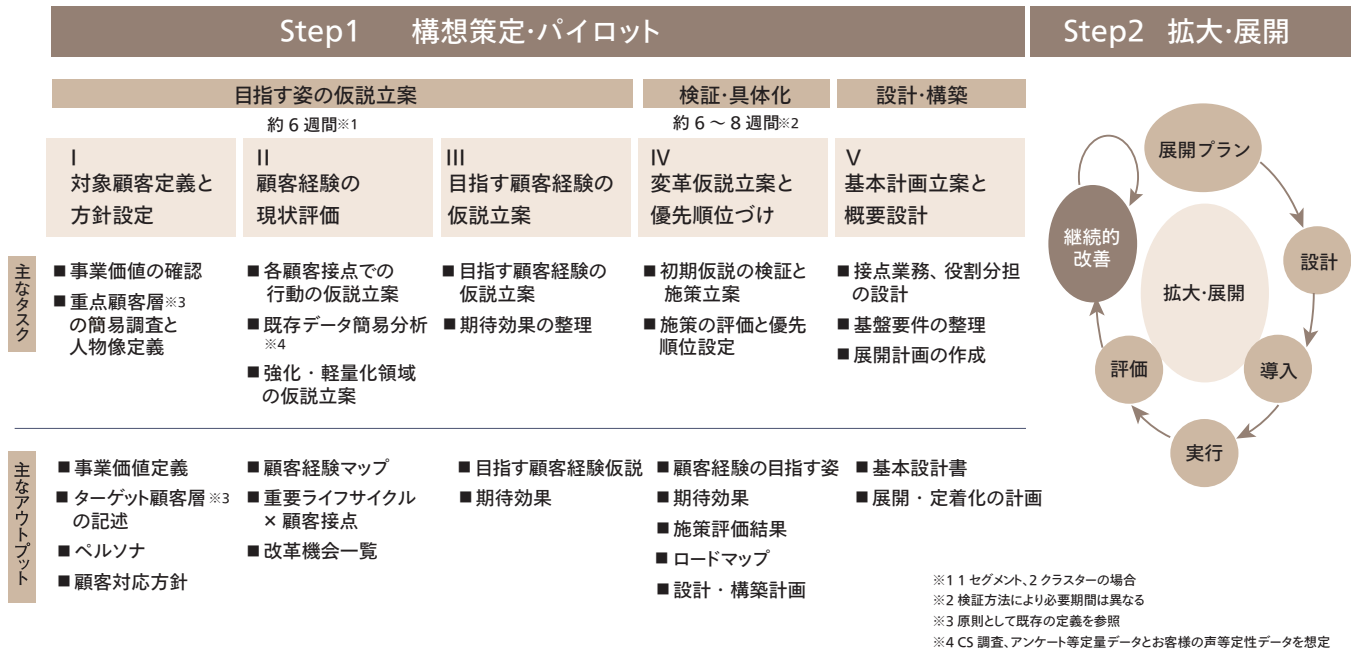 Step1 構想策定・パイロット
Step2 拡大・展開
目指す姿の仮説立案
検証・具体化
設計・構築
約6週間※1
約6～8週間※2
I
対象顧客定義と
方針設定
II
顧客経験の
現状評価
III
目指す顧客経験の
仮説立案
IV
変革仮説立案と
優先順位づけ
V
基本計画立案と
概要設計
主なタスク
■ 事業価値の確認
■ 重点顧客層※3
の簡易調査と
人物像定義
■ 各顧客接点での
行動の仮説立案
■ 既存データ簡易分析
※4
■ 強化・軽量化領域
の仮説立案
■ 目指す顧客経験の
仮説立案
■ 期待効果の整理
■ 初期仮説の検証と
施策立案
■ 施策の評価と優先
順位設定
■ 接点業務、役割分担
の設計
■ 基盤要件の整理
■ 展開計画の作成
主なアウトプット
■ 事業価値定義
■ ターゲット顧客層※3
の記述
■ ペルソナ
■ 顧客対応方針
■ 顧客経験マップ
■ 重要ライフサイクル
× 顧客接点
■ 改革機会一覧
■ 目指す顧客経験仮説
■ 期待効果
■ 顧客経験の目指す姿
■ 期待効果
■ 施策評価結果
■ ロードマップ
■ 設計・構築計画
■ 基本設計書
■ 展開・定着化の計画
展開プラン
設計
導入
実行
評価
継続的
改善
拡大・展開
※1 1セグメント、2クラスターの場合
※2 検証方法により必要期間は異なる
※3 原則として既存の定義を参照
※4 CS調査、アンケート等定量データとお客様の声等定性データを想定